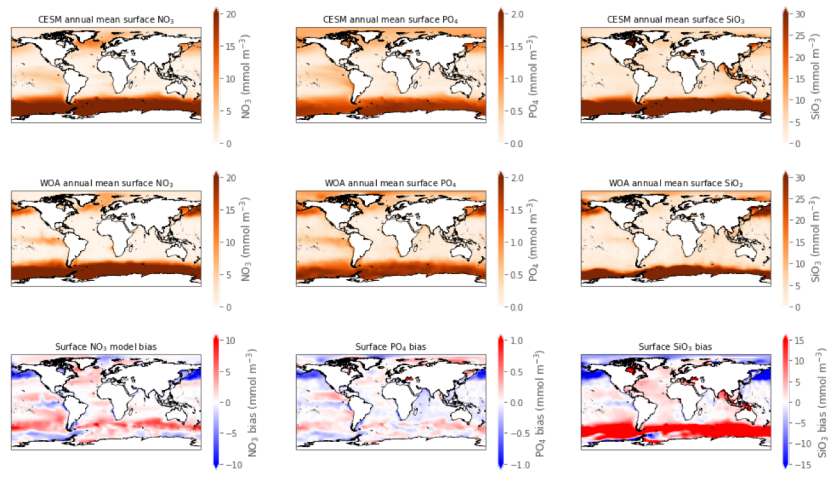 CESM annual mean surface NO₃
20
15
10
5
0
NO₃ (mmol m⁻³)
CESM annual mean surface PO₄
2.0
1.5
1.0
0.5
0.0
PO₄ (mmol m⁻³)
CESM annual mean surface SiO₃
30
25
20
15
10
5
0
SiO₃ (mmol m⁻³)
WOA annual mean surface NO₃
20
15
10
5
0
NO₃ (mmol m⁻³)
WOA annual mean surface PO₄
2.0
1.5
1.0
0.5
0.0
PO₄ (mmol m⁻³)
WOA annual mean surface SiO₃
30
25
20
15
10
5
0
SiO₃ (mmol m⁻³)
Surface NO₃ model bias
10
5
0
−5
−10
NO₃ bias (mmol m⁻³)
Surface PO₄ bias
1.0
0.5
0.0
−0.5
−1.0
PO₄ bias (mmol m⁻³)
Surface SiO₃ bias
15
10
5
0
−5
−10
−15
SiO₃ bias (mmol m⁻³)